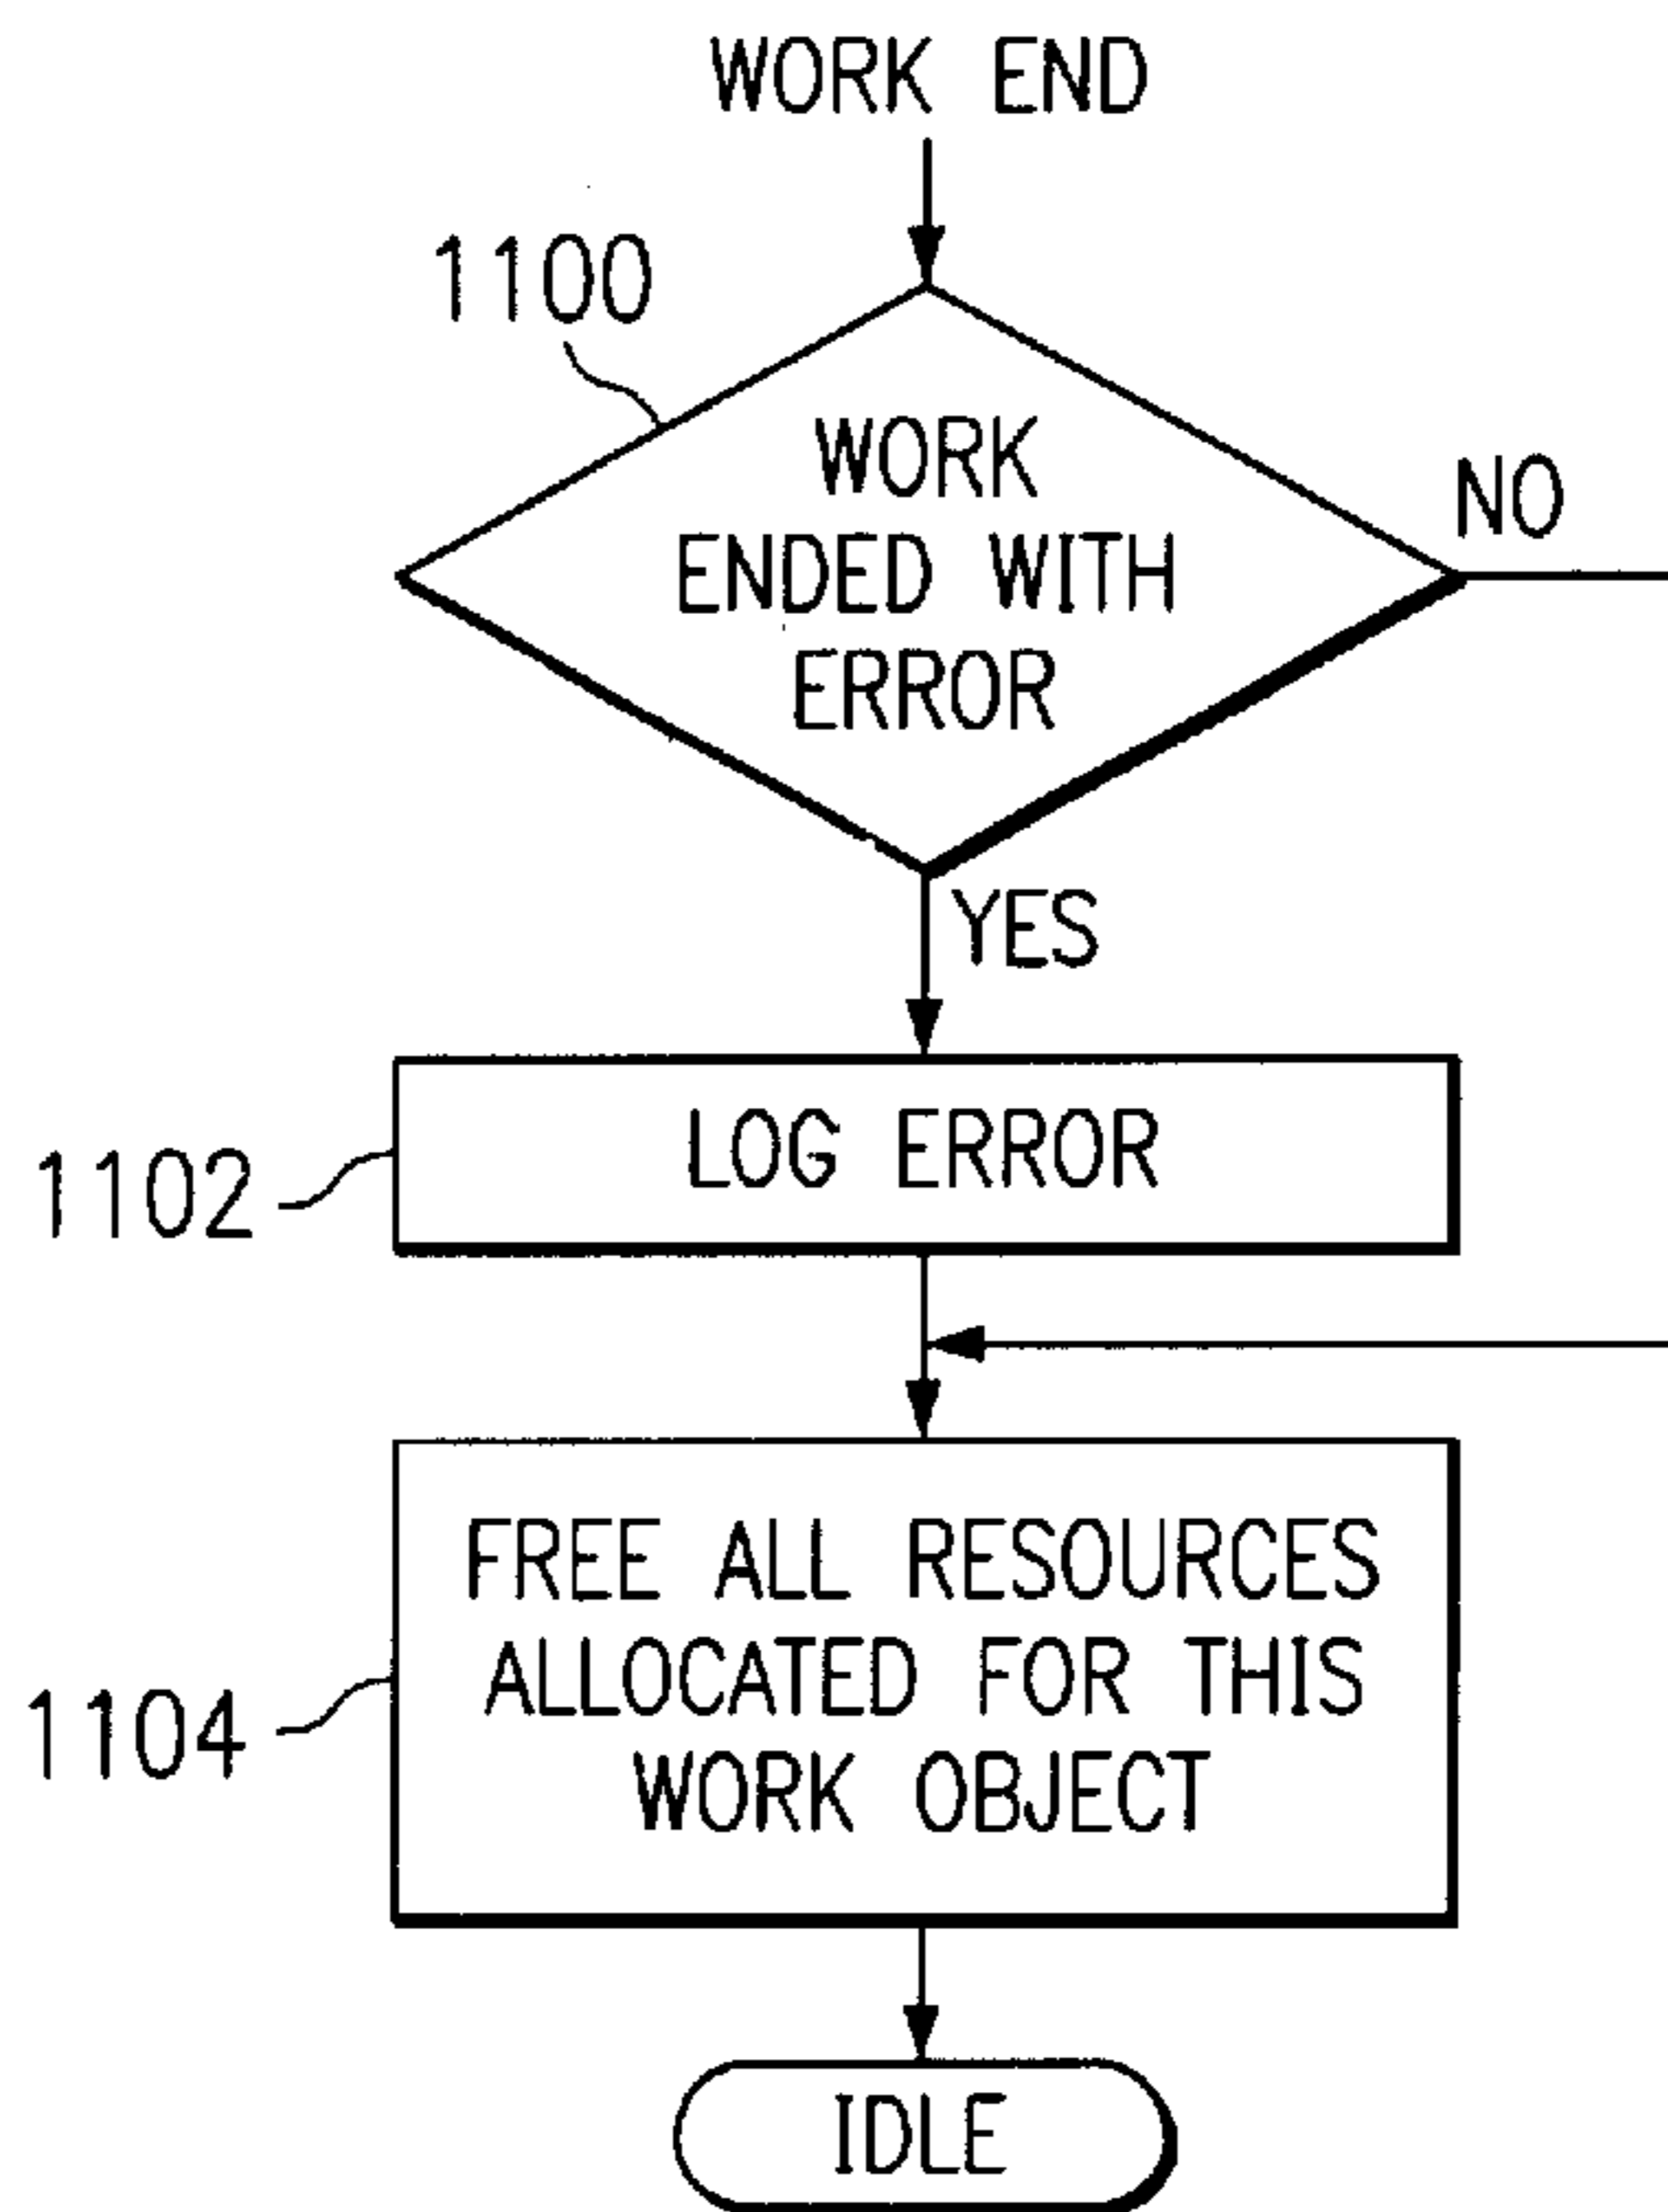 WORK END
1100
WORK
ENDED WITH
ERROR
NO
YES
LOG ERROR
1102
FREE ALL RESOURCES
ALLOCATED FOR THIS
WORK OBJECT
1104
IDLE